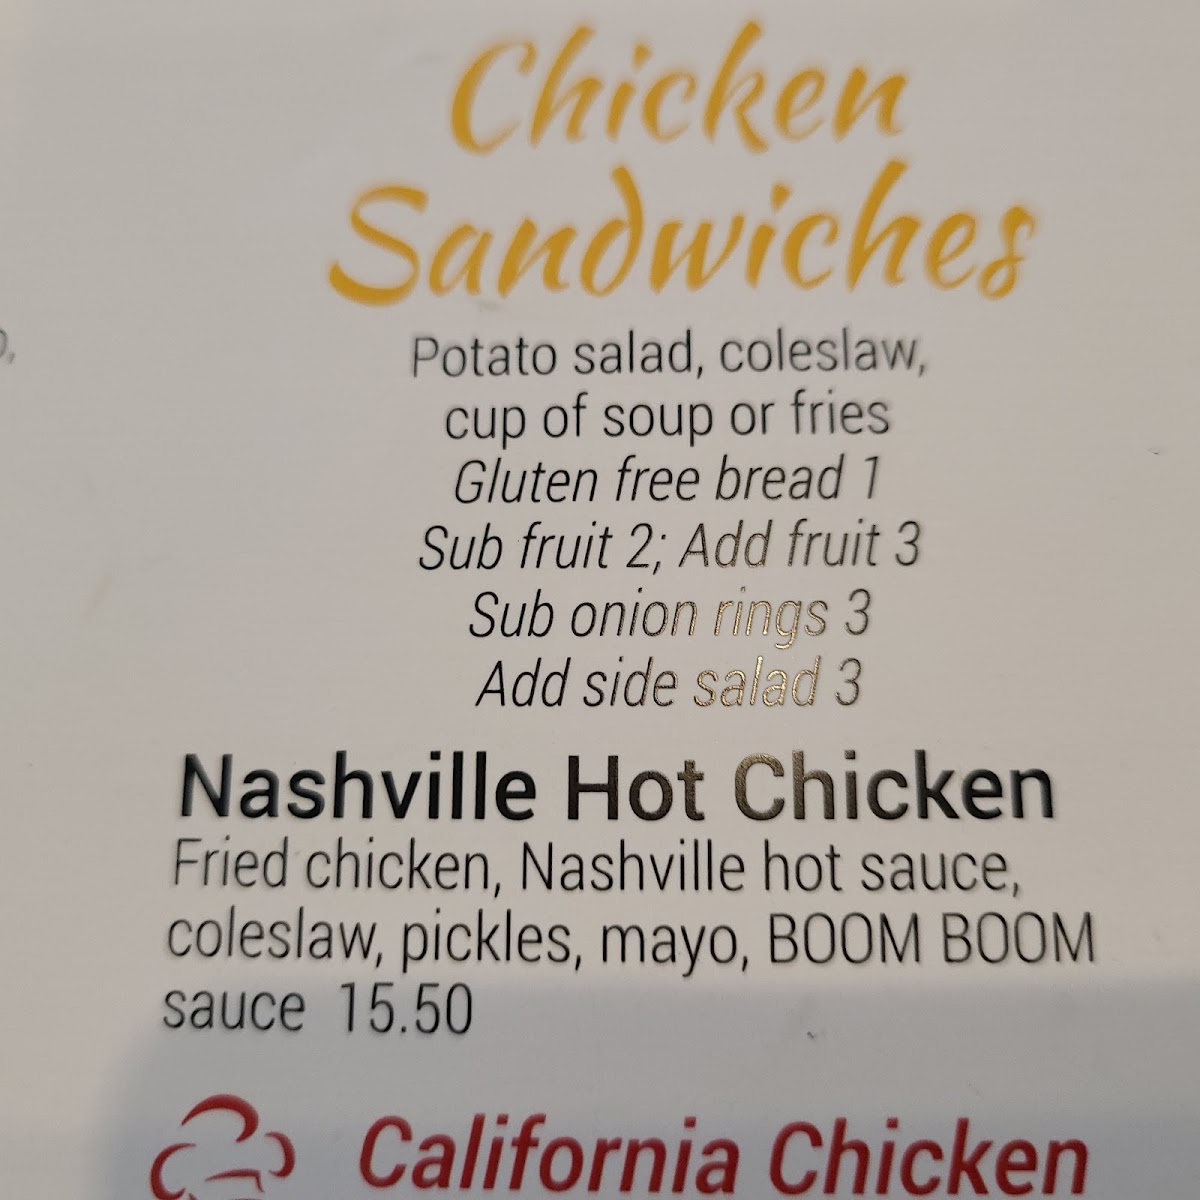 Chicken
Sandwiches
Potato salad, coleslaw,
cup of soup or fries
Gluten free bread 1
Sub fruit 2; Add fruit 3
Sub onion rings 3
Add side salad 3
Nashville Hot Chicken
Fried chicken, Nashville hot sauce,
coleslaw, pickles, mayo, BOOM BOOM
sauce 15.50
California Chicken